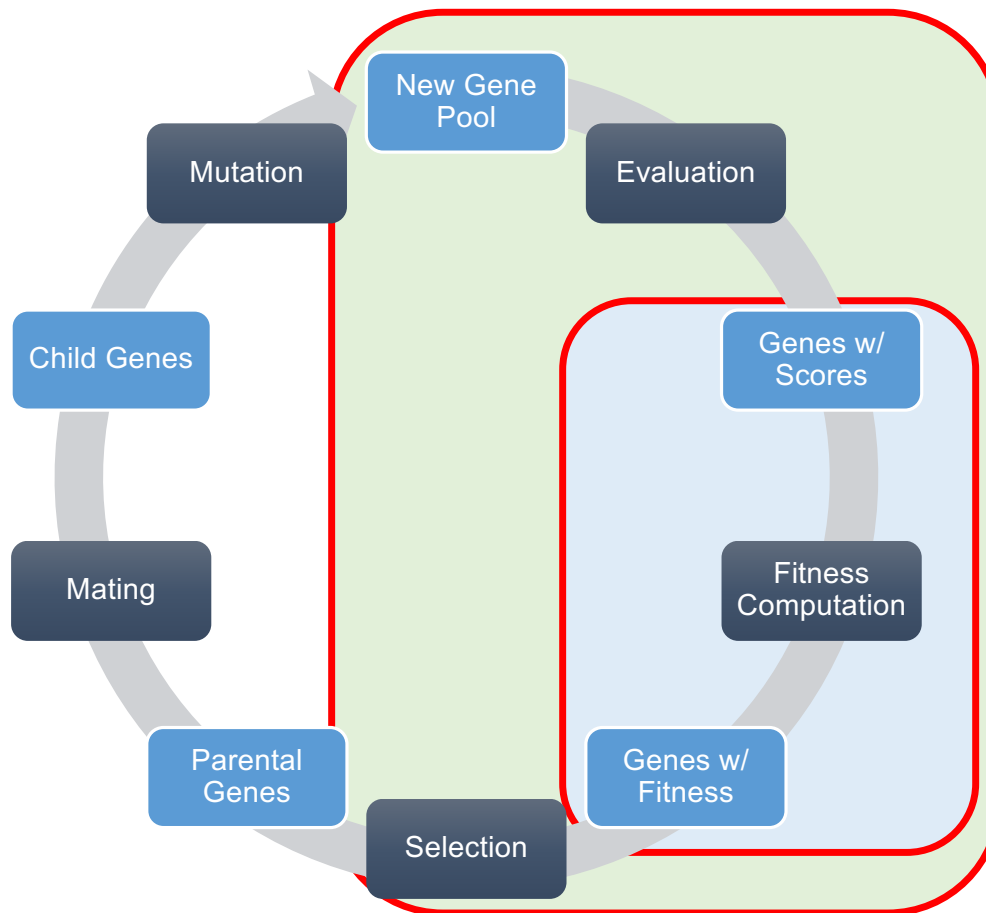 New Gene
Pool
Evaluation
Genes w/
Scores
Fitness
Computation
Genes w/
Fitness
Selection
Parental
Genes
Mating
Child Genes
Mutation